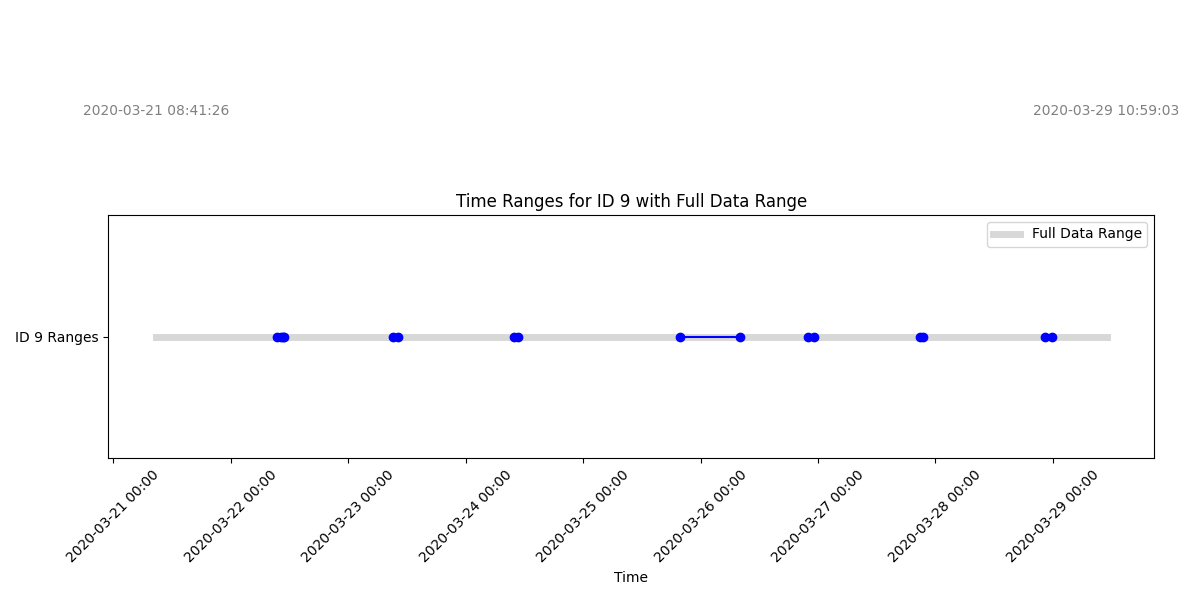 2020-03-21 08:41:26
2020-03-29 10:59:03
Time Ranges for ID 9 with Full Data Range
Full Data Range
ID 9 Ranges
2020-03-21 00:00
2020-03-22 00:00
2020-03-23 00:00
2020-03-24 00:00
2020-03-25 00:00
2020-03-26 00:00
2020-03-27 00:00
2020-03-28 00:00
2020-03-29 00:00
Time